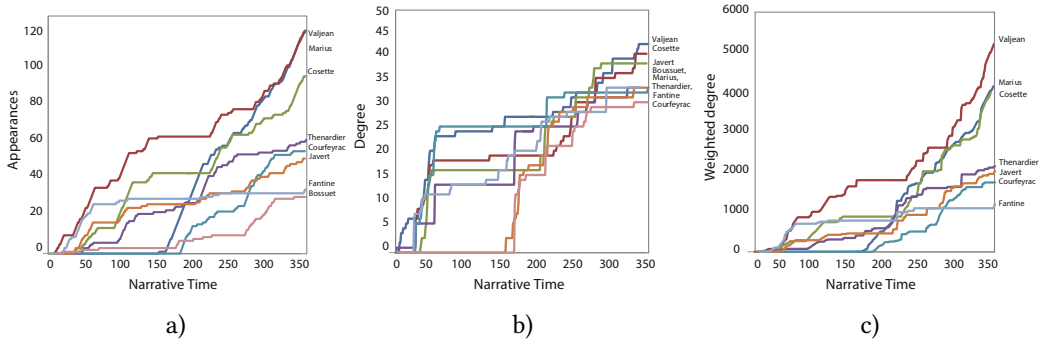 120
100
80
60
40
20
0
Appearances
0 50 100 150 200 250 300 350
Narrative Time
Valjean
Marius
Cosette
Thenardier
Courfeyrac
Javert
Fantine
Bossuet
a)
50
45
40
35
30
25
20
15
10
5
0
Degree
0 50 100 150 200 250 300 350
Narrative Time
Valjean
Cosette
Javert
Boussuet,
Marius,
Thenardier,
Fantine
Courfeyrac
b)
6000
5000
4000
3000
2000
1000
0
Weighted degree
0 50 100 150 200 250 300 350
Narrative Time
Valjean
Marius
Cosette
Thenardier
Javert
Courfeyrac
Fantine
c)